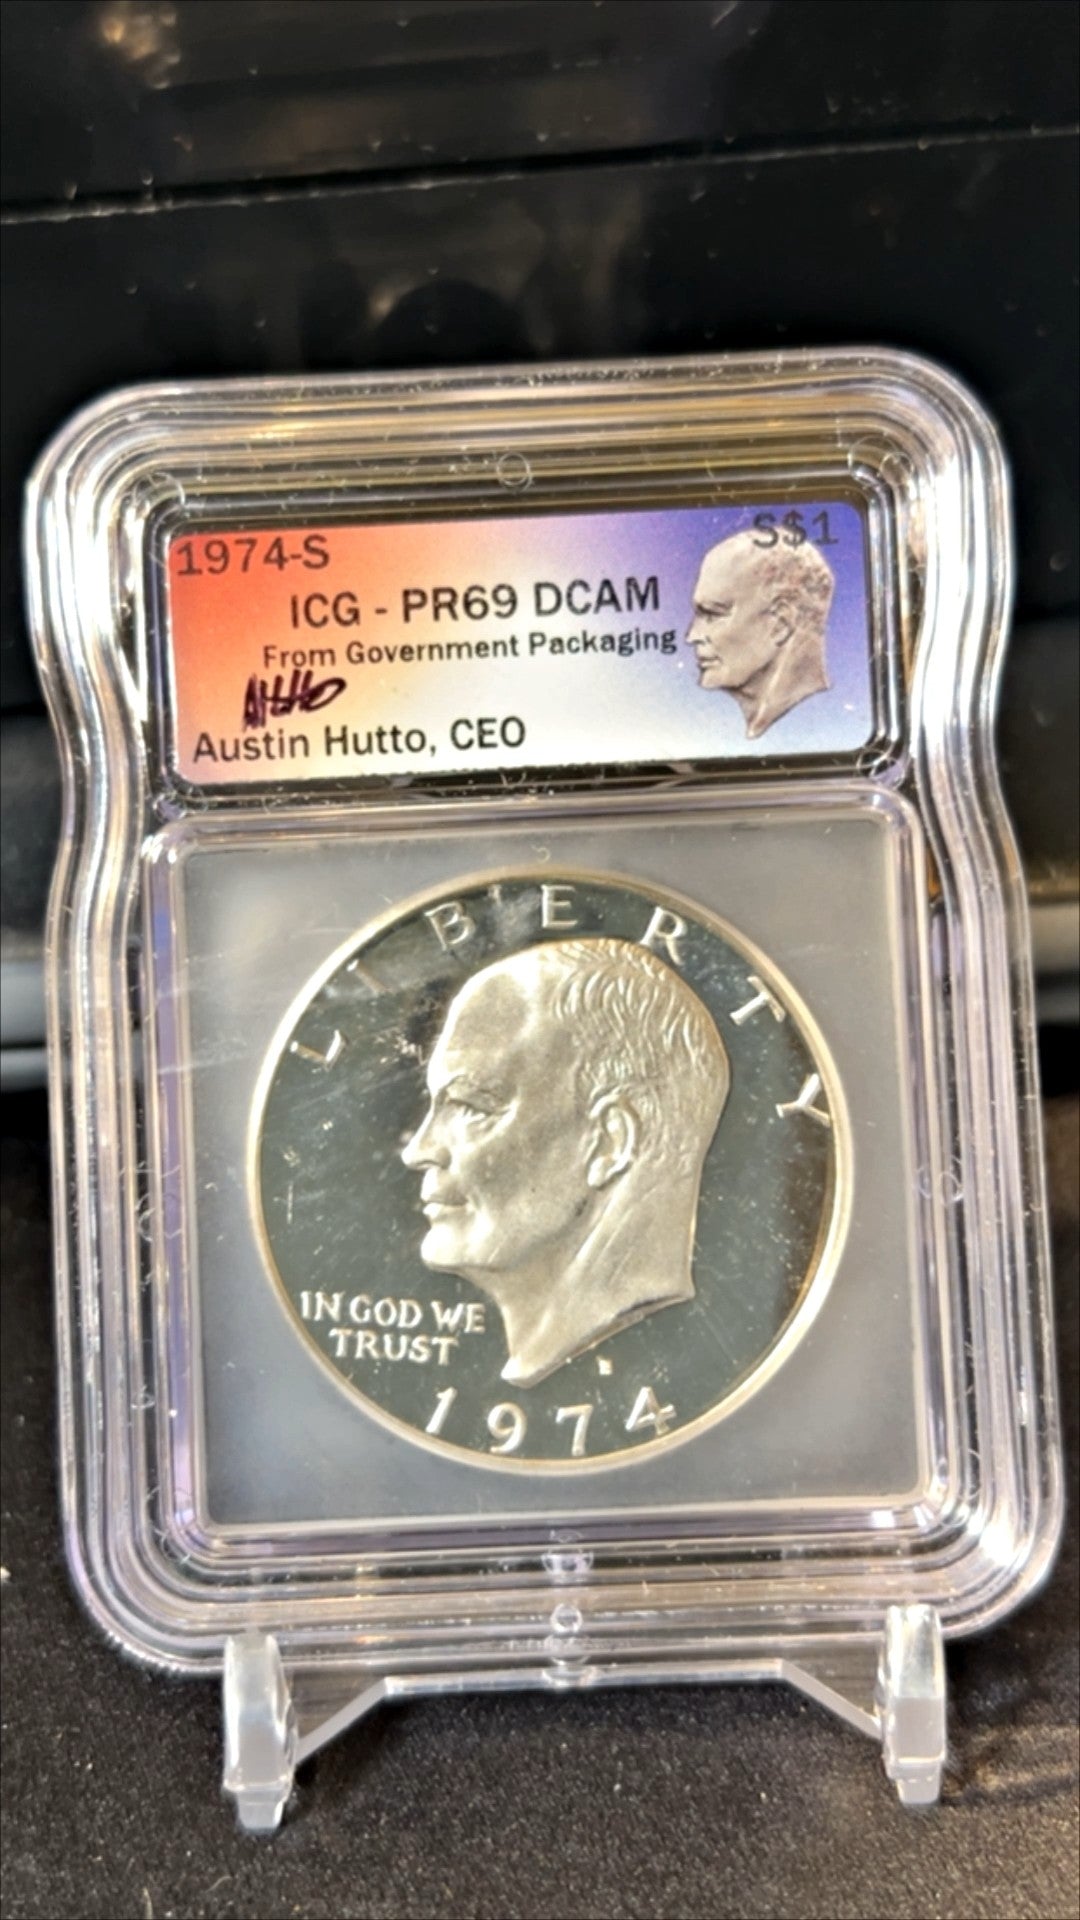 1974-S
S$1
ICG - PR69 DCAM
From Government Packaging
Austin Hutto, CEO
LIBERTY
IN GOD WE
TRUST
1974